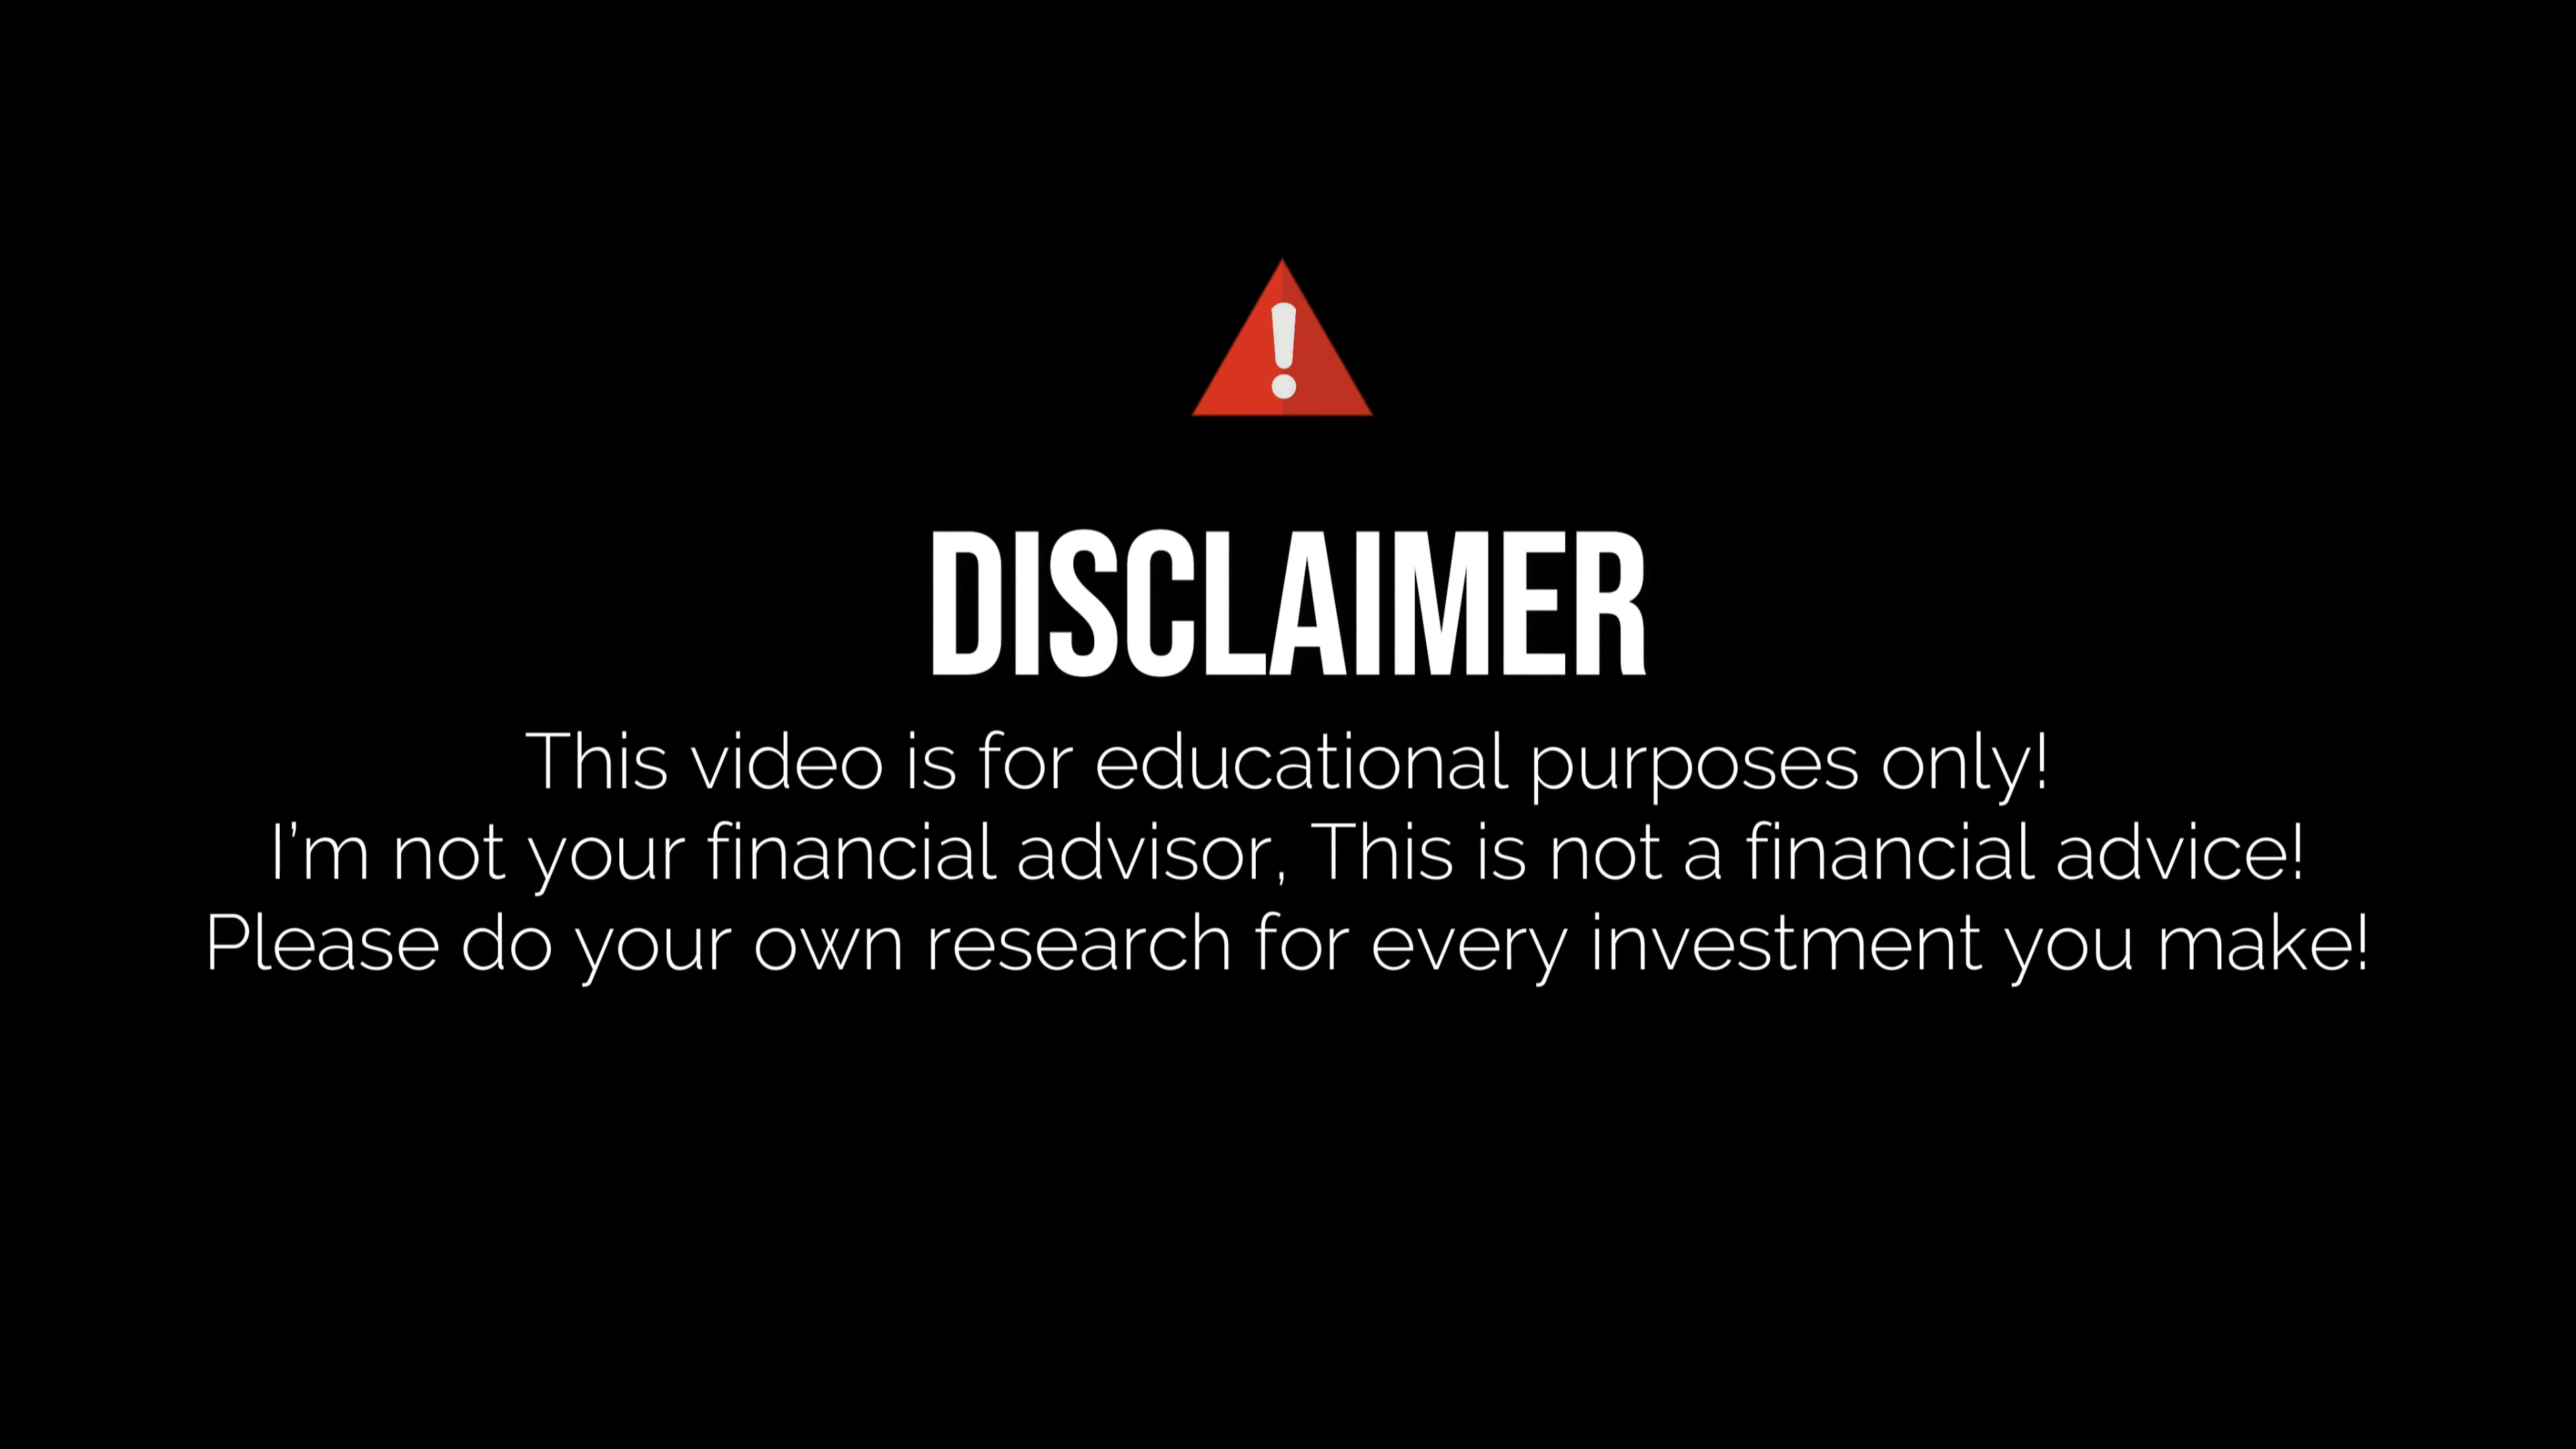 DISCLAIMER
This video is for educational purposes only!
I’m not your financial advisor, This is not a financial advice!
Please do your own research for every investment you make!